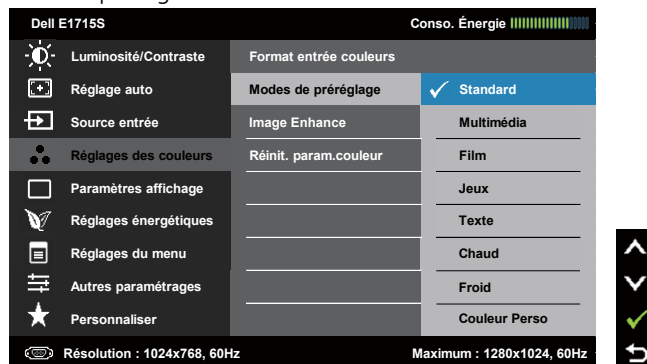 Dell E1715S Conso. Énergie
Luminosité/Contraste Format entrée couleurs
Réglage auto Modes de préréglage Standard
Source entrée Image Enhance Multimédia
Réglages des couleurs Réinit. param.couleur Film
Paramètres affichage Jeux
Réglages énergétiques Texte
Réglages du menu Chaud
Autres paramétrages Froid
Personnaliser Couleur Perso
Résolution : 1024x768, 60Hz Maximum : 1280x1024, 60Hz